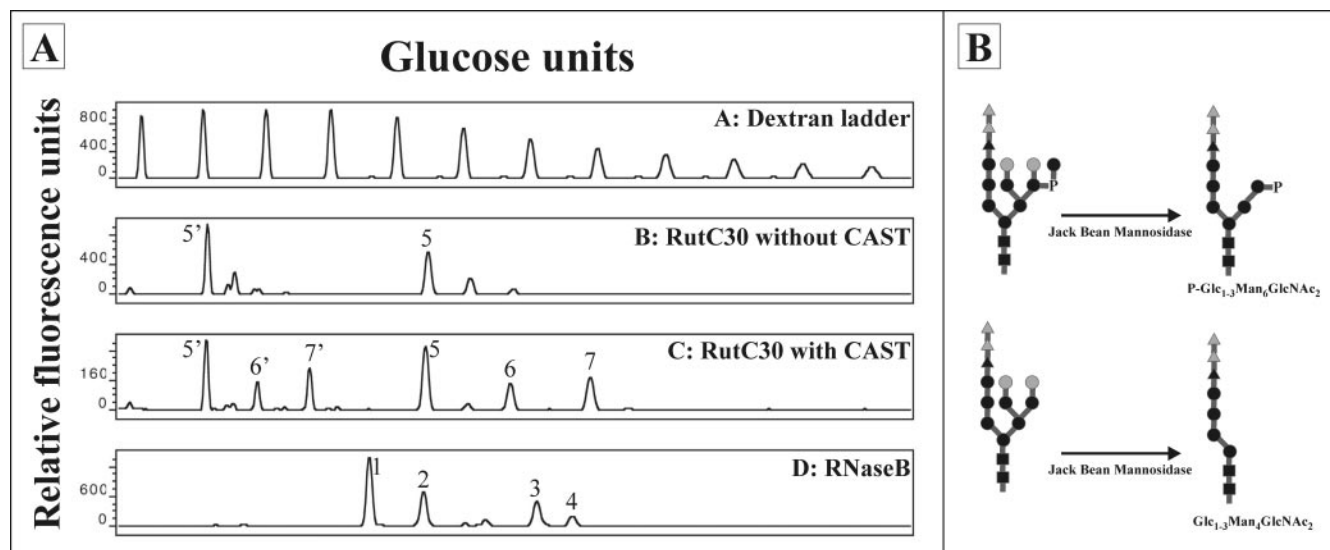 A
Glucose units
Relative fluorescence units
A: Dextran ladder
800
400
0
B: RutC30 without CAST
5’
5
400
0
C: RutC30 with CAST
5’
6’
7’
5
6
7
160
0
D: RNaseB
1
2
3
4
600
0
B
P
P
Jack Bean Mannosidase
P-Glc1-3Man6GlcNAc2
Jack Bean Mannosidase
Glc1-3Man4GlcNAc2